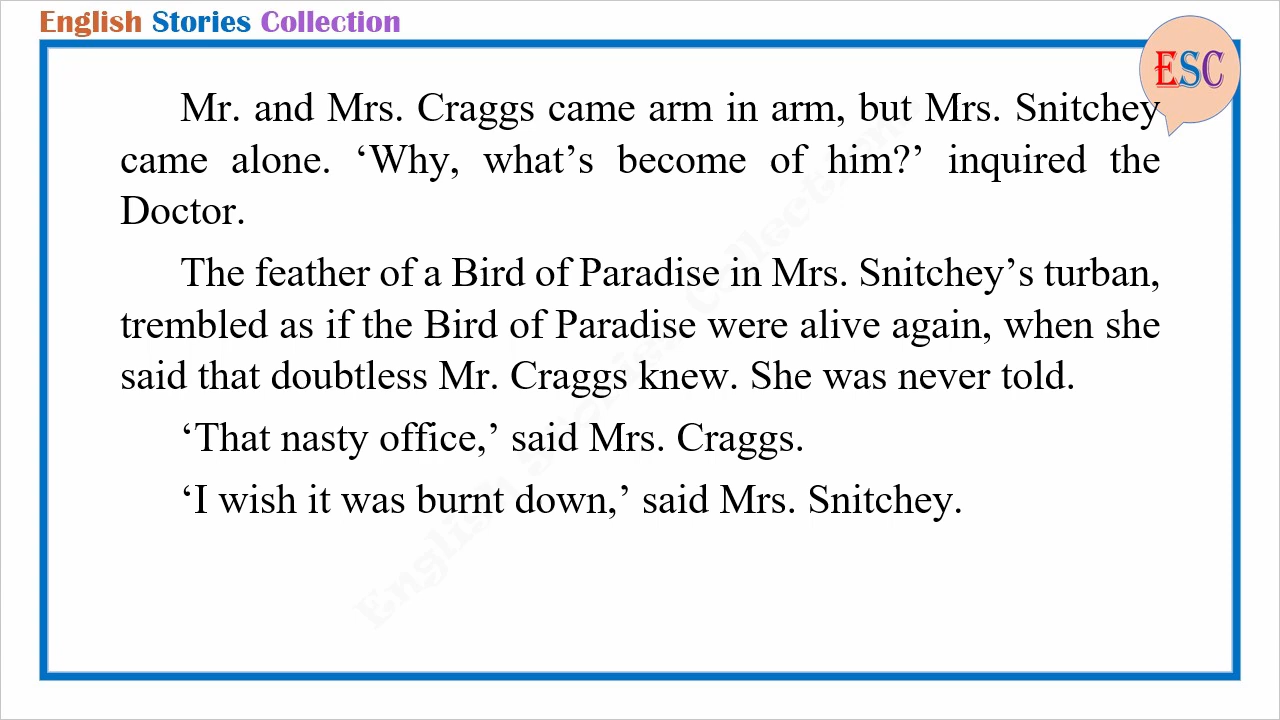 English Stories Collection
ESC
Mr. and Mrs. Craggs came arm in arm, but Mrs. Snitchey
came alone. ‘Why, what’s become of him?’ inquired the
Doctor.
The feather of a Bird of Paradise in Mrs. Snitchey’s turban,
trembled as if the Bird of Paradise were alive again, when she
said that doubtless Mr. Craggs knew. She was never told.
‘That nasty office,’ said Mrs. Craggs.
‘I wish it was burnt down,’ said Mrs. Snitchey.
English Stories Collection